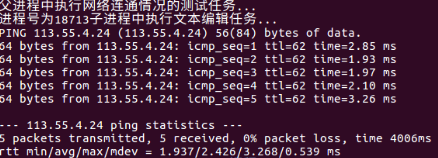 父进程中执行网络连通情况的测试任务...
进程号为18713子进程中执行文本编辑任务...
PING 113.55.4.24 (113.55.4.24) 56(84) bytes of data.
64 bytes from 113.55.4.24: icmp_seq=1 ttl=62 time=2.85 ms
64 bytes from 113.55.4.24: icmp_seq=2 ttl=62 time=1.93 ms
64 bytes from 113.55.4.24: icmp_seq=3 ttl=62 time=1.97 ms
64 bytes from 113.55.4.24: icmp_seq=4 ttl=62 time=2.10 ms
64 bytes from 113.55.4.24: icmp_seq=5 ttl=62 time=3.26 ms
--- 113.55.4.24 ping statistics ---
5 packets transmitted, 5 received, 0% packet loss, time 4006ms
rtt min/avg/max/mdev = 1.937/2.426/3.268/0.539 ms